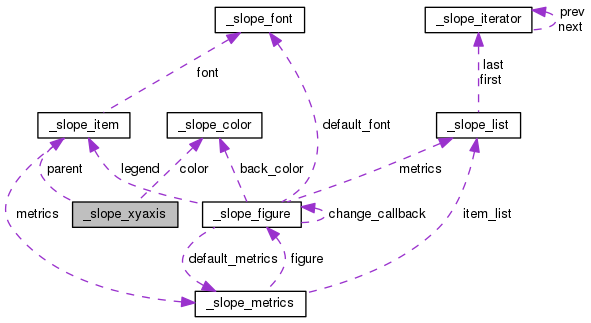 _slope_font
_slope_iterator
prev
next
font
last
first
_slope_item
_slope_color
default_font
_slope_list
parent
legend
color
back_color
metrics
metrics
_slope_xyaxis
_slope_figure
change_callback
item_list
default_metrics
figure
_slope_metrics